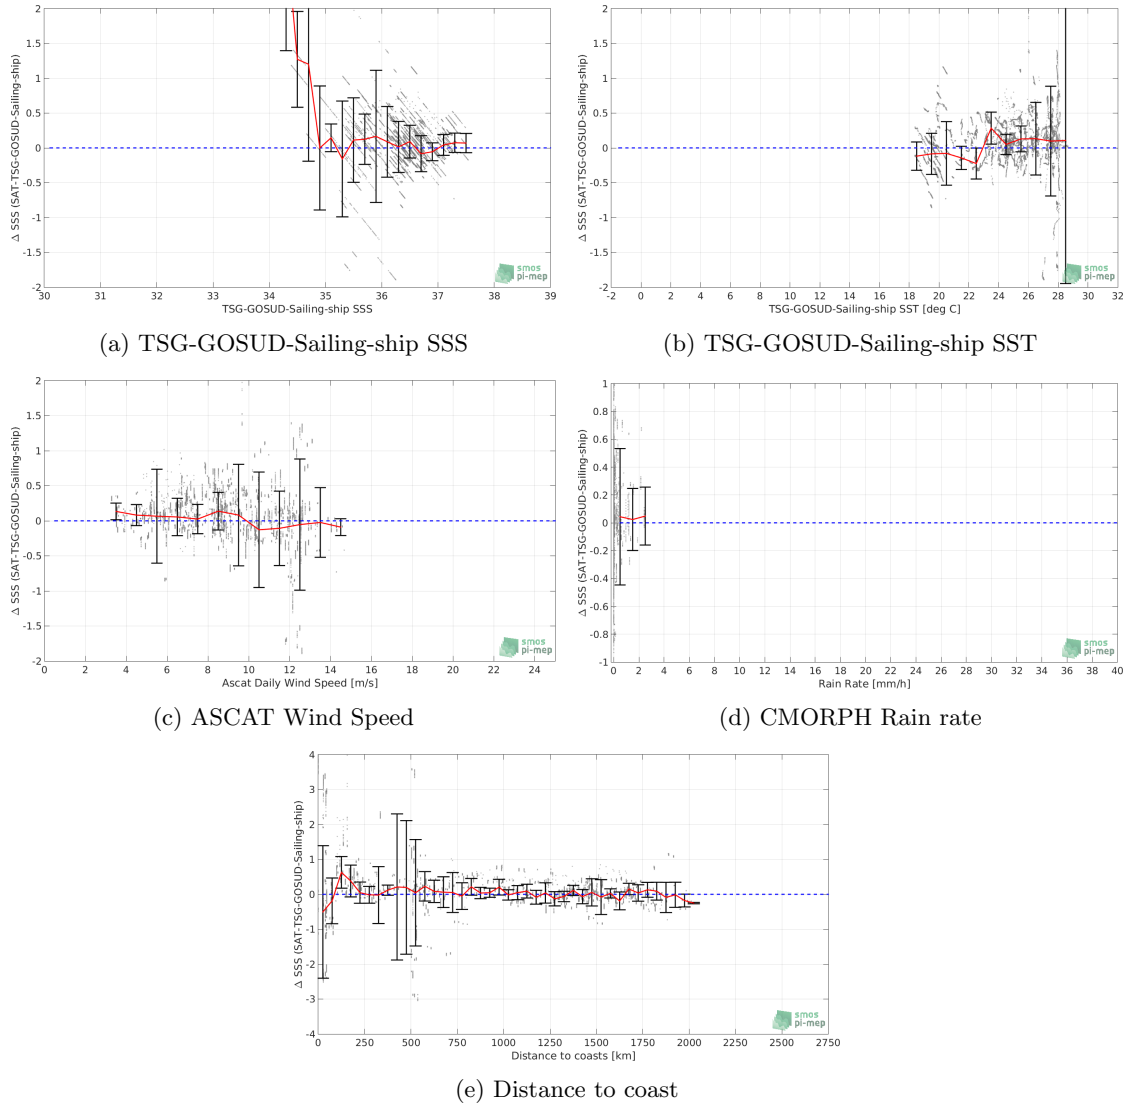 2
1.5
1
0.5
0
-0.5
-1
-1.5
-2
Δ SSS (SAT-TSG-GOSUD-Sailing-ship)
30 31 32 33 34 35 36 37 38 39
TSG-GOSUD-Sailing-ship SSS
smos
pi-mep
(a) TSG-GOSUD-Sailing-ship SSS
2
1.5
1
0.5
0
-0.5
-1
-1.5
-2
Δ SSS (SAT-TSG-GOSUD-Sailing-ship)
-2 0 2 4 6 8 10 12 14 16 18 20 22 24 26 28 30 32
TSG-GOSUD-Sailing-ship SST [deg C]
smos
pi-mep
(b) TSG-GOSUD-Sailing-ship SST
2
1.5
1
0.5
0
-0.5
-1
-1.5
-2
Δ SSS (SAT-TSG-GOSUD-Sailing-ship)
0 2 4 6 8 10 12 14 16 18 20 22 24
Ascat Daily Wind Speed [m/s]
smos
pi-mep
(c) ASCAT Wind Speed
1
0.8
0.6
0.4
0.2
0
-0.2
-0.4
-0.6
-0.8
-1
Δ SSS (SAT-TSG-GOSUD-Sailing-ship)
0 2 4 6 8 10 12 14 16 18 20 22 24 26 28 30 32 34 36 38 40
Rain Rate [mm/h]
smos
pi-mep
(d) CMORPH Rain rate
4
3
2
1
0
-1
-2
-3
-4
Δ SSS (SAT-TSG-GOSUD-Sailing-ship)
0 250 500 750 1000 1250 1500 1750 2000 2250 2500 2750
Distance to coasts [km]
smos
pi-mep
(e) Distance to coast